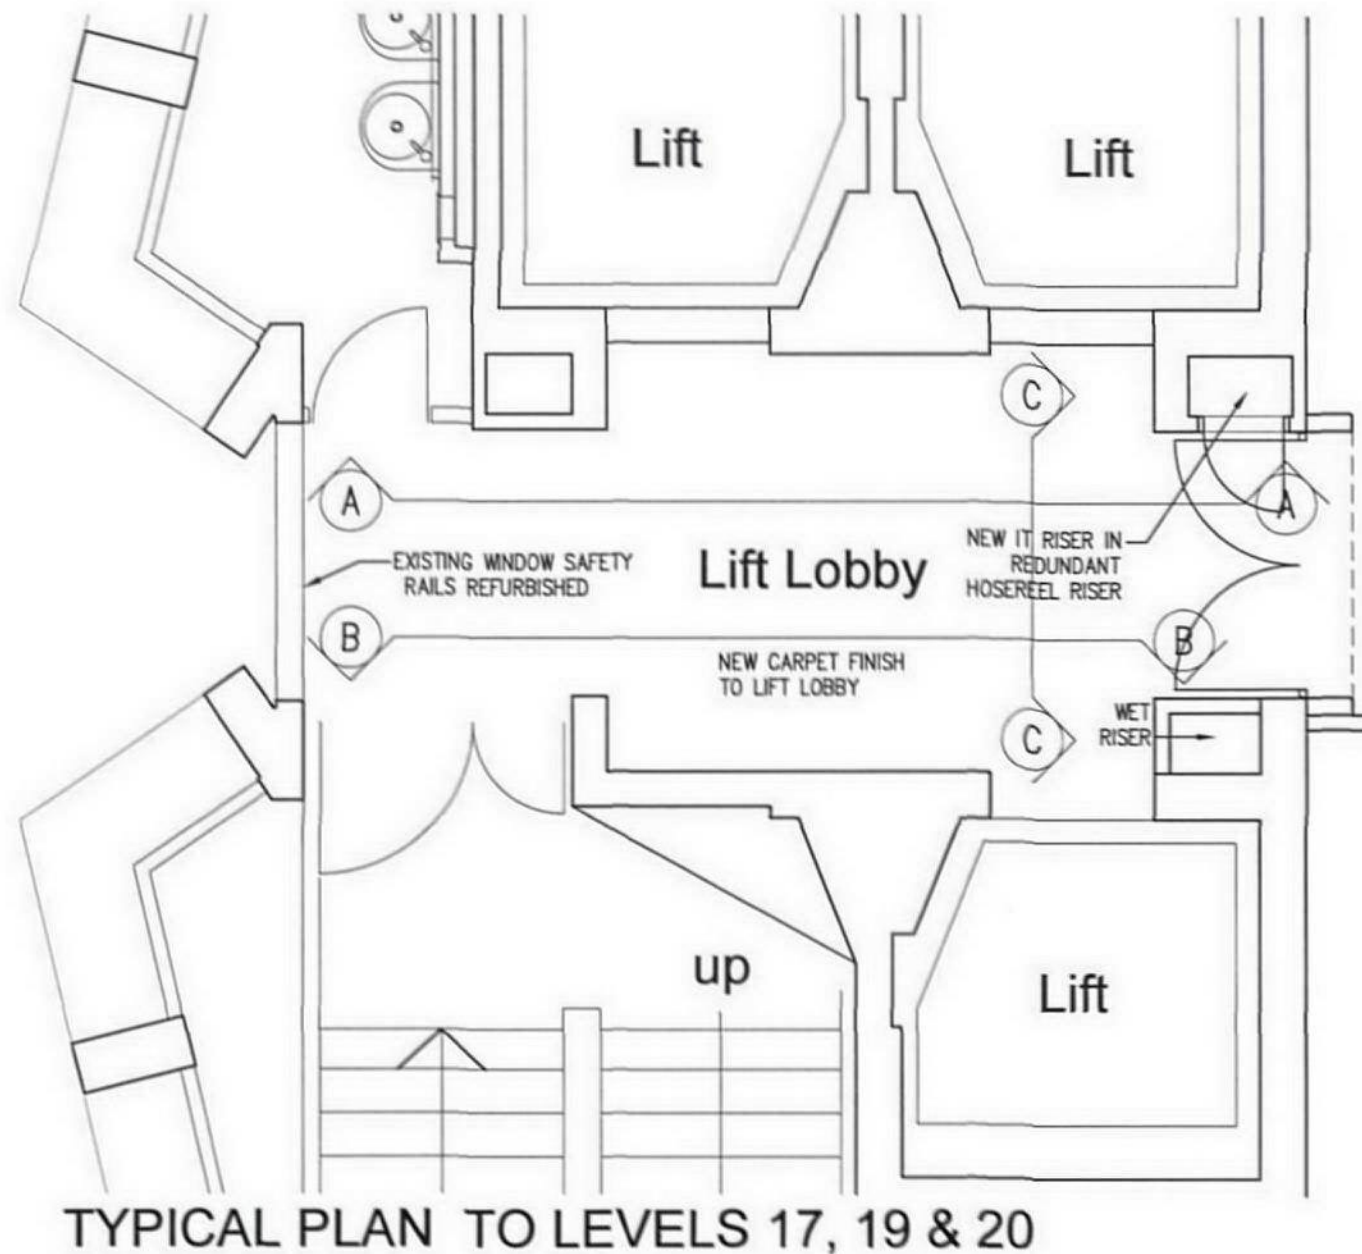 Lift
Lift
C
A
A
EXISTING WINDOW SAFETY
RAILS REFURBISHED
Lift Lobby
NEW IT RISER IN
REDUNDANT
HOSEREEL RISER
B
B
NEW CARPET FINISH
TO LIFT LOBBY
C
WET
RISER
up
Lift
TYPICAL PLAN TO LEVELS 17, 19 & 20